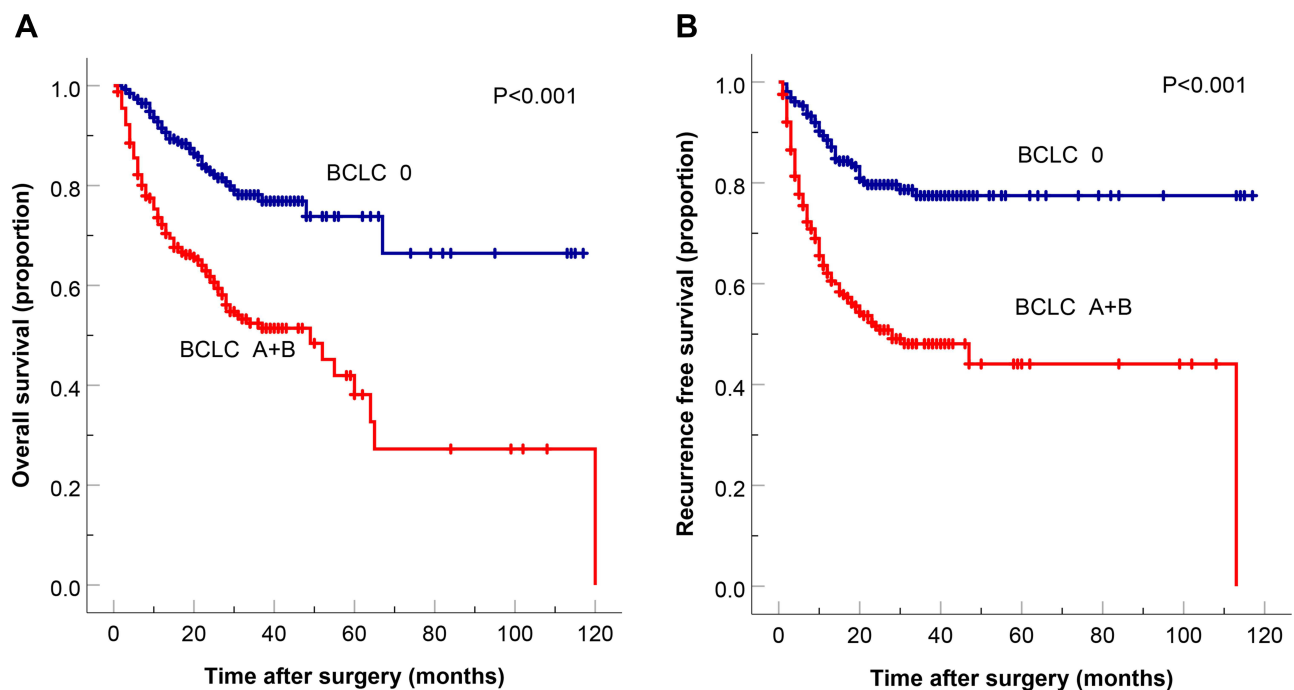 A
Overall survival (proportion)
1.0
0.8
0.6
0.4
0.2
0.0
P<0.001
BCLC 0
BCLC A+B
0 20 40 60 80 100 120
Time after surgery (months)
B
Recurrence free survival (proportion)
1.0
0.8
0.6
0.4
0.2
0.0
P<0.001
BCLC 0
BCLC A+B
0 20 40 60 80 100 120
Time after surgery (months)